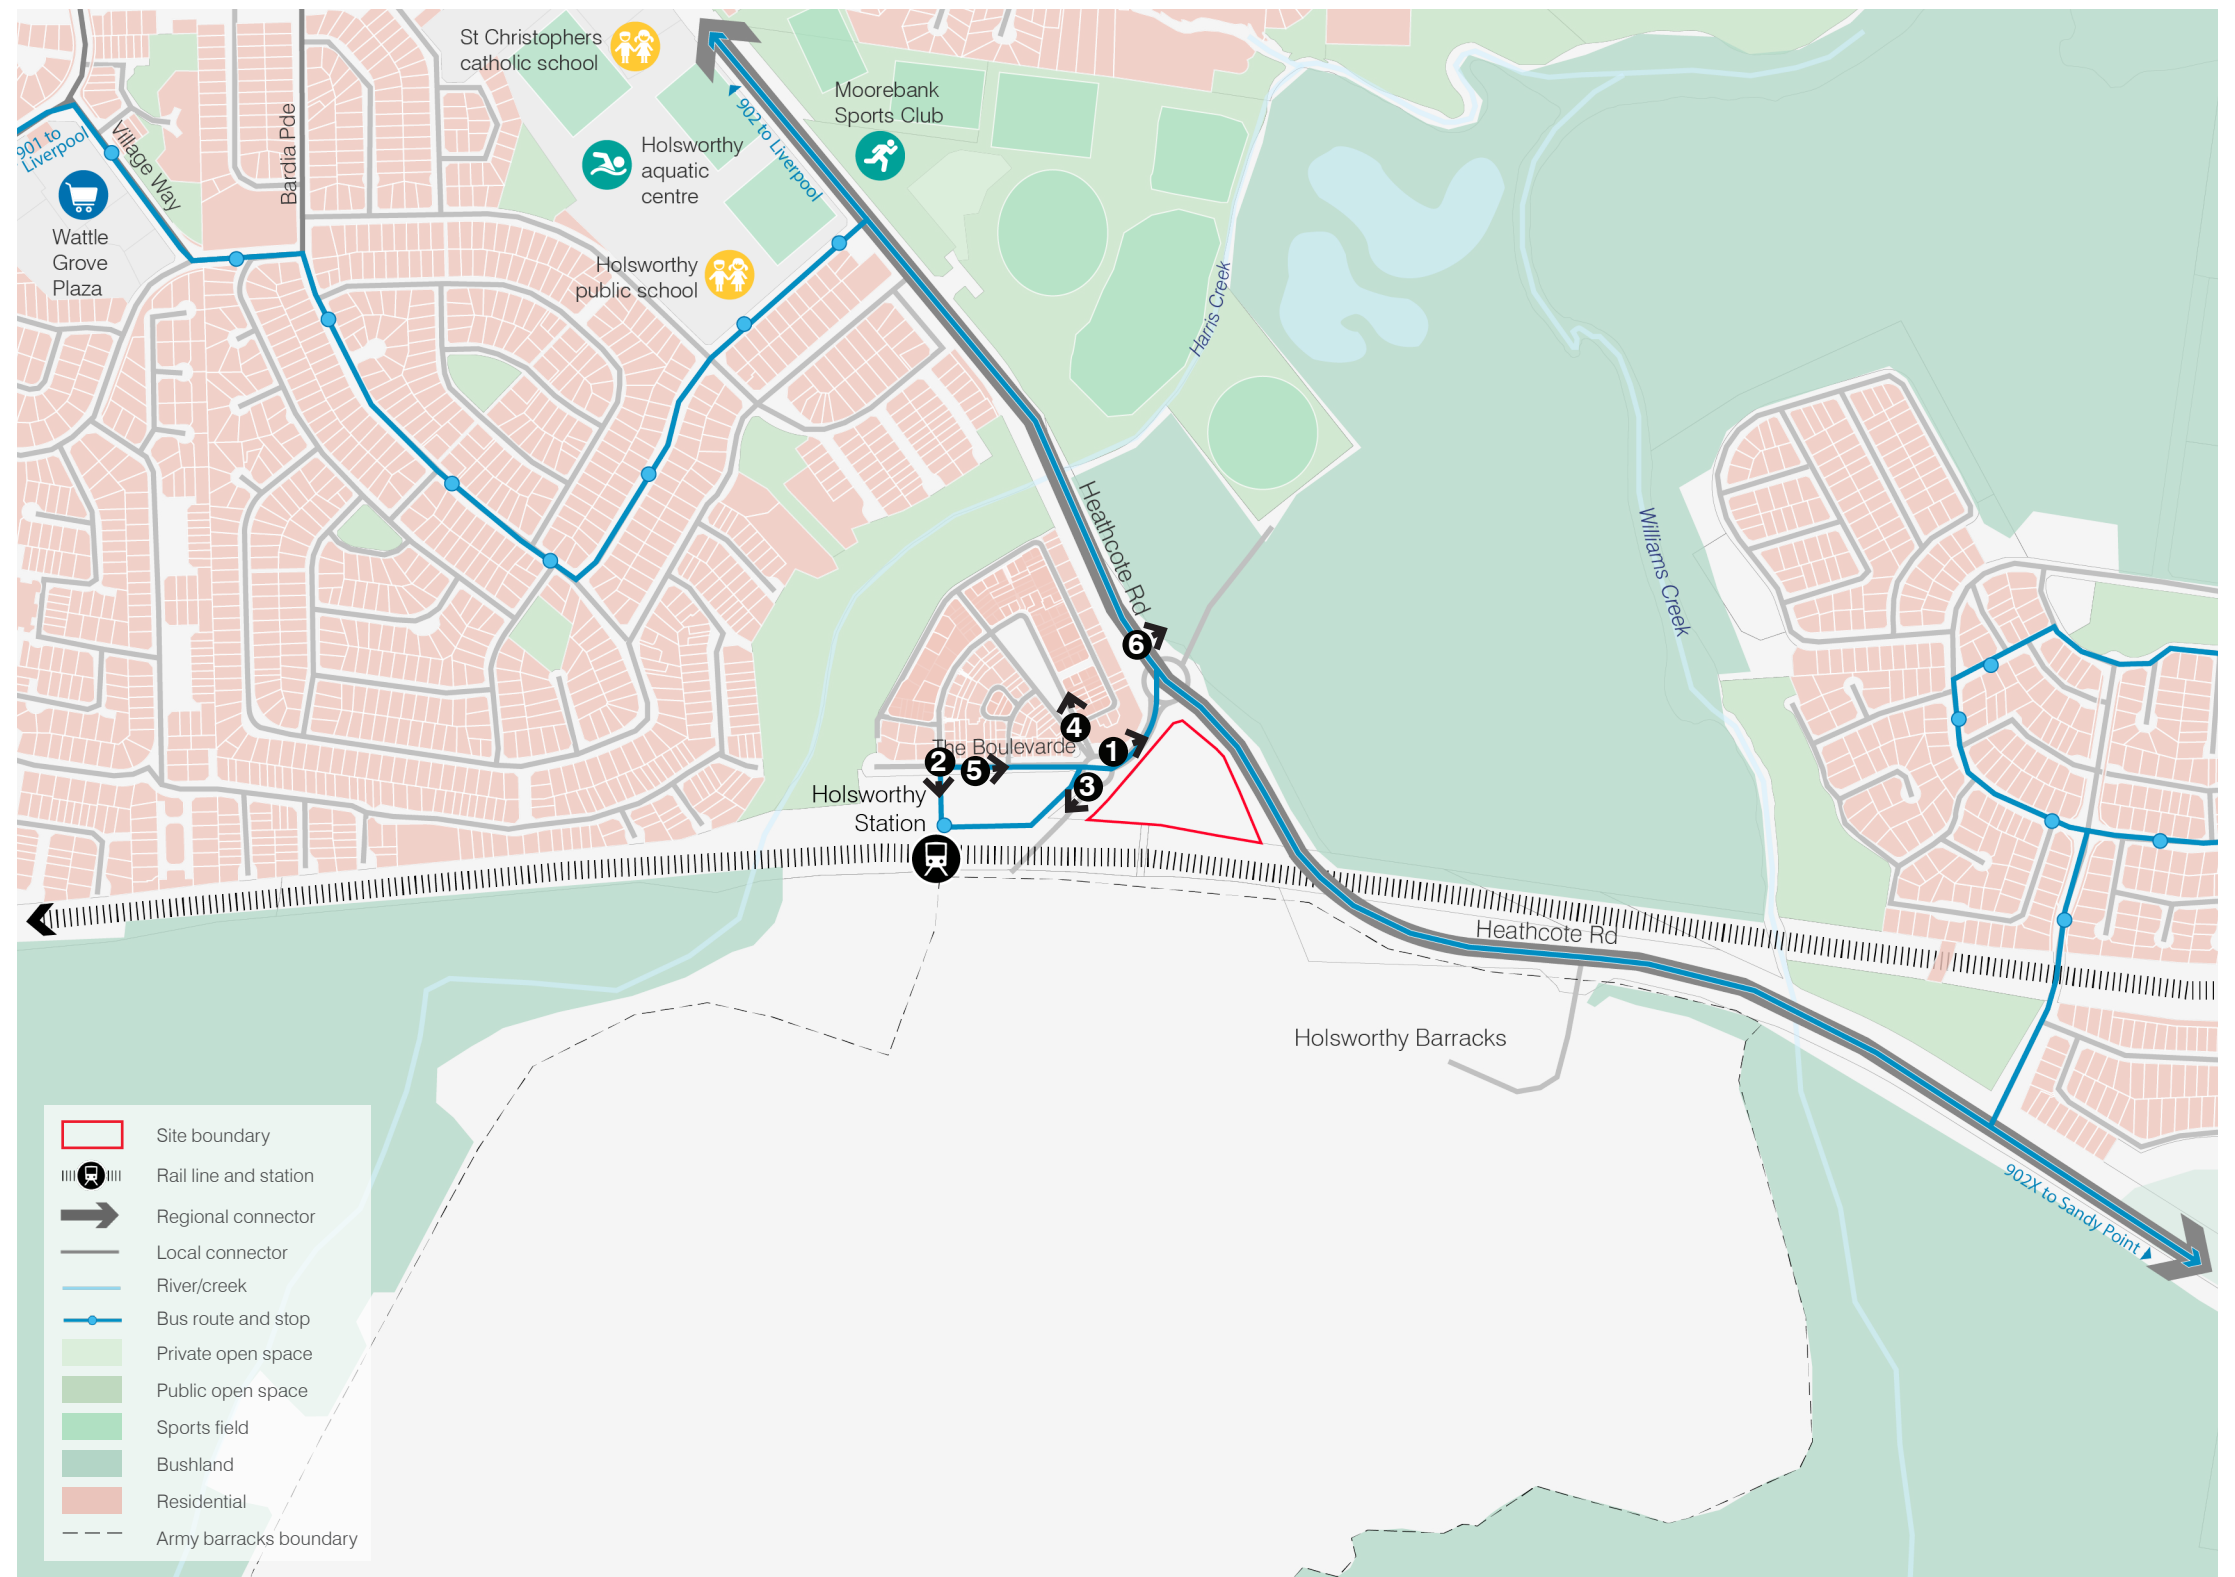 St Christophers
catholic school
Moorebank
Sports Club
Holsworthy
aquatic
centre
Holsworthy
public school
902 to Liverpool
901 to
Liverpool
Village Way
Bardia Pde
Wattle
Grove
Plaza
Harris Creek
Heathcote Rd
Williams Creek
6
4
The Boulevarde
1
2
5
3
Holsworthy
Station
Heathcote Rd
Holsworthy Barracks
902X to Sandy Point
Site boundary
Rail line and station
Regional connector
Local connector
River/creek
Bus route and stop
Private open space
Public open space
Sports field
Bushland
Residential
Army barracks boundary